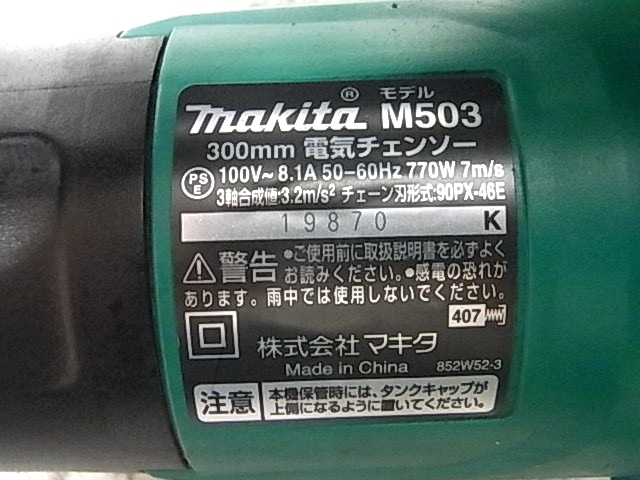 makita® モデル M503
300mm 電気チェンソー
PSE 100V~ 8.1A 50-60Hz 770W 7m/s
3軸合成値:3.2m/s² チェーン刃形式:90PX-46E
19870 K
警告 •ご使用前に取扱説明書を必ずよく
お読みください。•感電の恐れが
あります。雨中では使用しないでください。
407
株式会社 マキタ
Made in China 852W52-3
注意 本機保管時には、タンクキャップが
上側になるように置いてください。